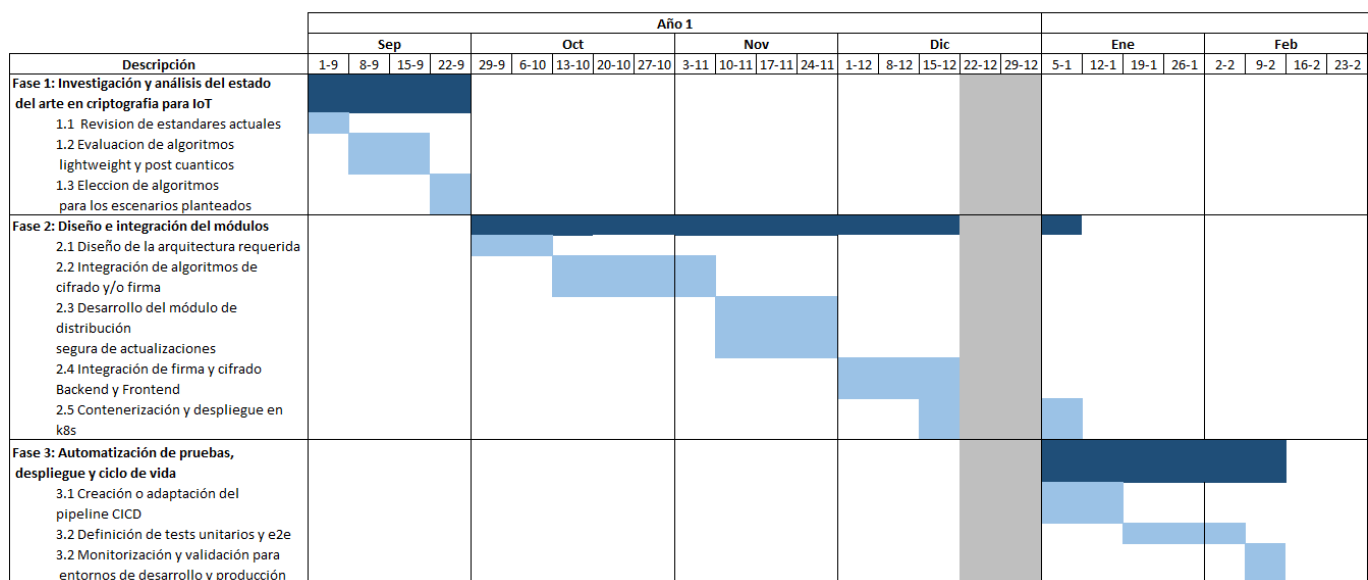 Año 1
Sep Oct Nov Dic Ene Feb
Descripción 1-9 8-9 15-9 22-9 29-9 6-10 13-10 20-10 27-10 3-11 10-11 17-11 24-11 1-12 8-12 15-12 22-12 29-12 5-1 12-1 19-1 26-1 2-2 9-2 16-2 23-2
Fase 1: Investigación y análisis del estado
del arte en criptografia para IoT
1.1 Revision de estandares actuales
1.2 Evaluacion de algoritmos
lightweight y post cuanticos
1.3 Eleccion de algoritmos
para los escenarios planteados
Fase 2: Diseño e integración del módulos
2.1 Diseño de la arquitectura requerida
2.2 Integración de algoritmos de
cifrado y/o firma
2.3 Desarrollo del módulo de
distribución
segura de actualizaciones
2.4 Integración de firma y cifrado
Backend y Frontend
2.5 Contenerización y despliegue en
k8s
Fase 3: Automatización de pruebas,
despliegue y ciclo de vida
3.1 Creación o adaptación del
pipeline CICD
3.2 Definición de tests unitarios y e2e
3.2 Monitorización y validación para
entornos de desarrollo y producción